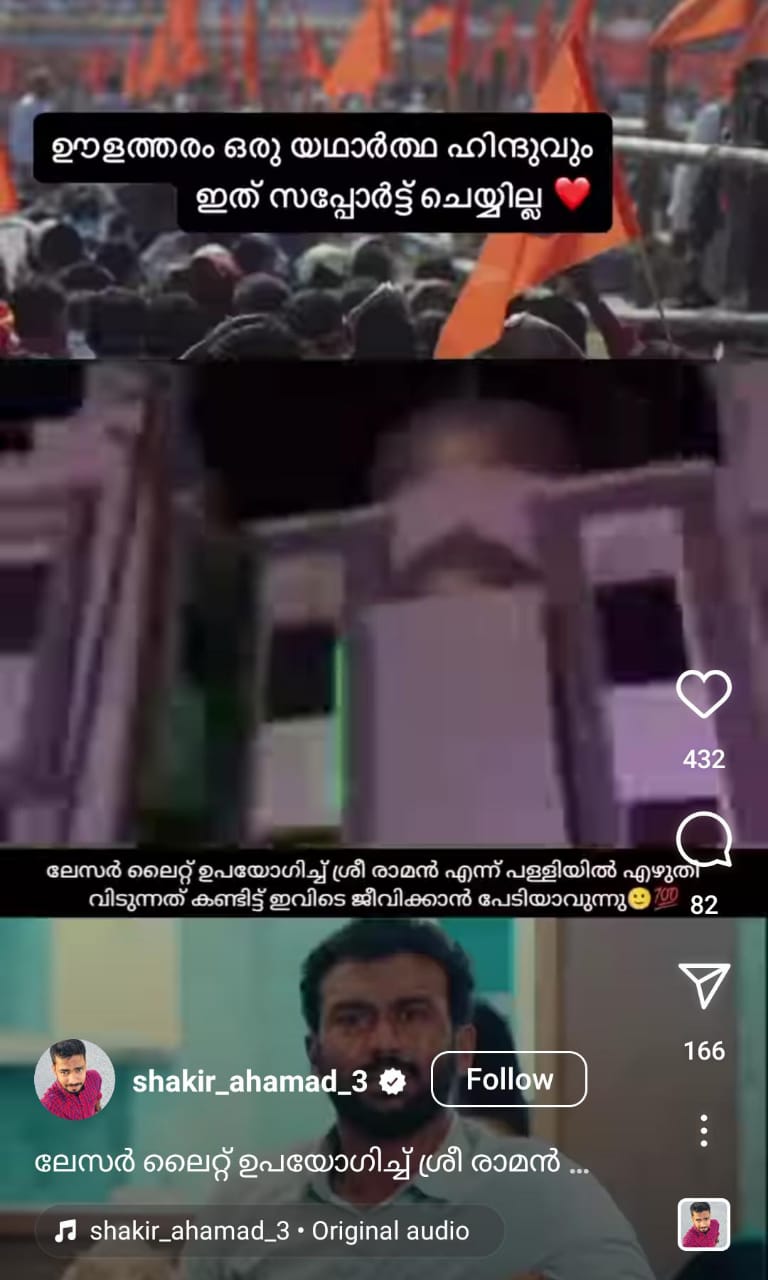 ഊളത്തരം ഒരു യഥാർത്ഥ ഹിന്ദുവും
ഇത് സപ്പോർട്ട് ചെയ്യില്ല ❤️
432
ലേസർ ലൈറ്റ് ഉപയോഗിച്ച് ശ്രീ രാമൻ എന്ന് പള്ളിയിൽ എഴുതി
വിടുന്നത് കണ്ടിട്ട് ഇവിടെ ജീവിക്കാൻ പേടിയാവുന്നു🙂💯
82
166
shakir_ahamad_3
Follow
ലേസർ ലൈറ്റ് ഉപയോഗിച്ച് ശ്രീ രാമൻ ...
shakir_ahamad_3 • Original audio